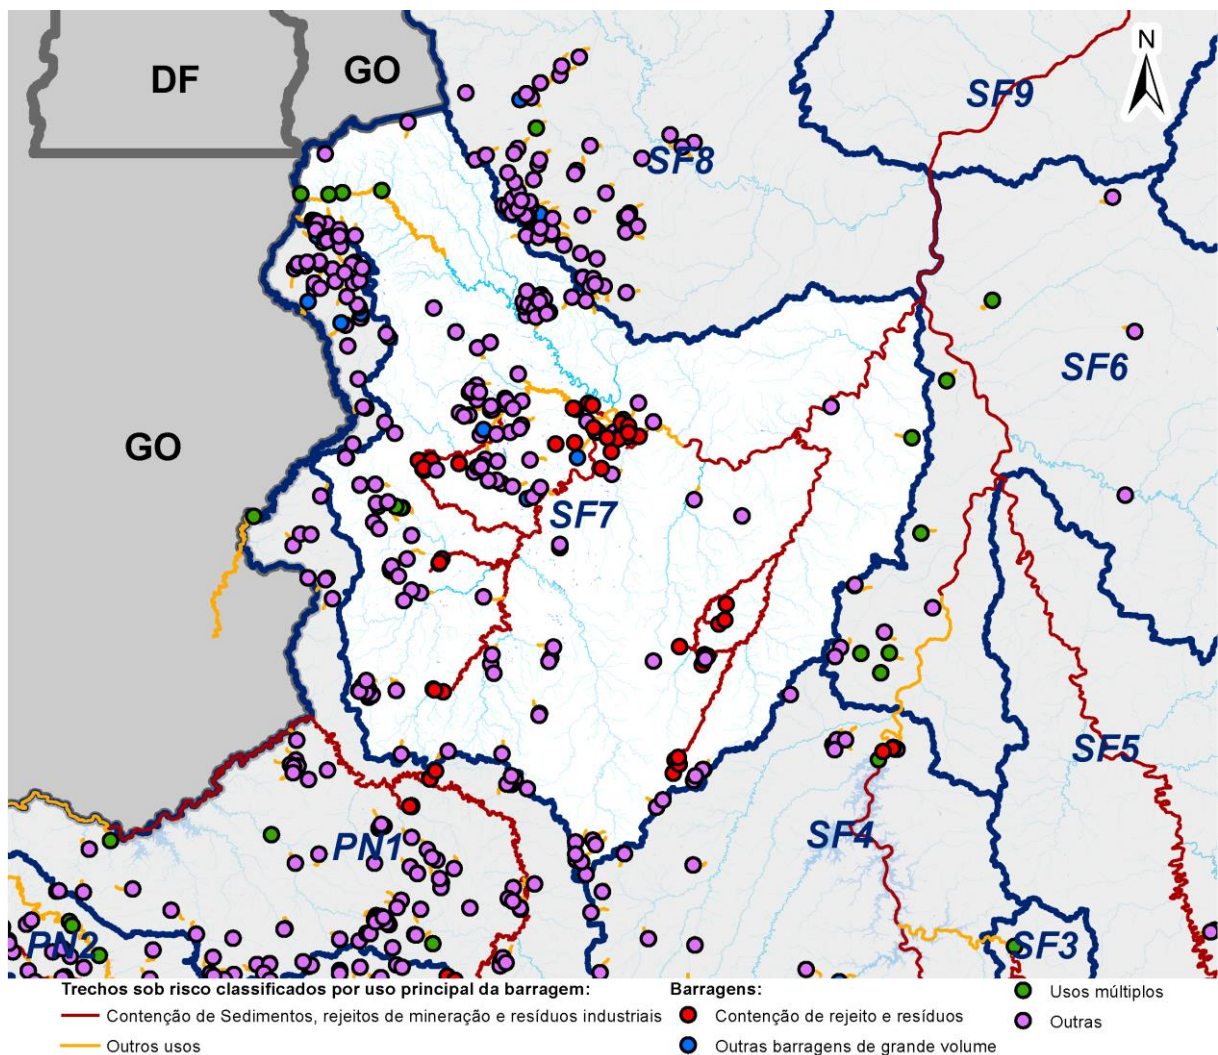 N
DF
GO
SF9
SF8
SF6
GO
SF7
SF5
SF4
PN1
PN2
SF3
Trechos sob risco classificados por uso principal da barragem:
Contenção de Sedimentos, rejeitos de mineração e resíduos industriais
Outros usos
Barragens:
Contenção de rejeito e resíduos
Outras barragens de grande volume
Usos múltiplos
Outras